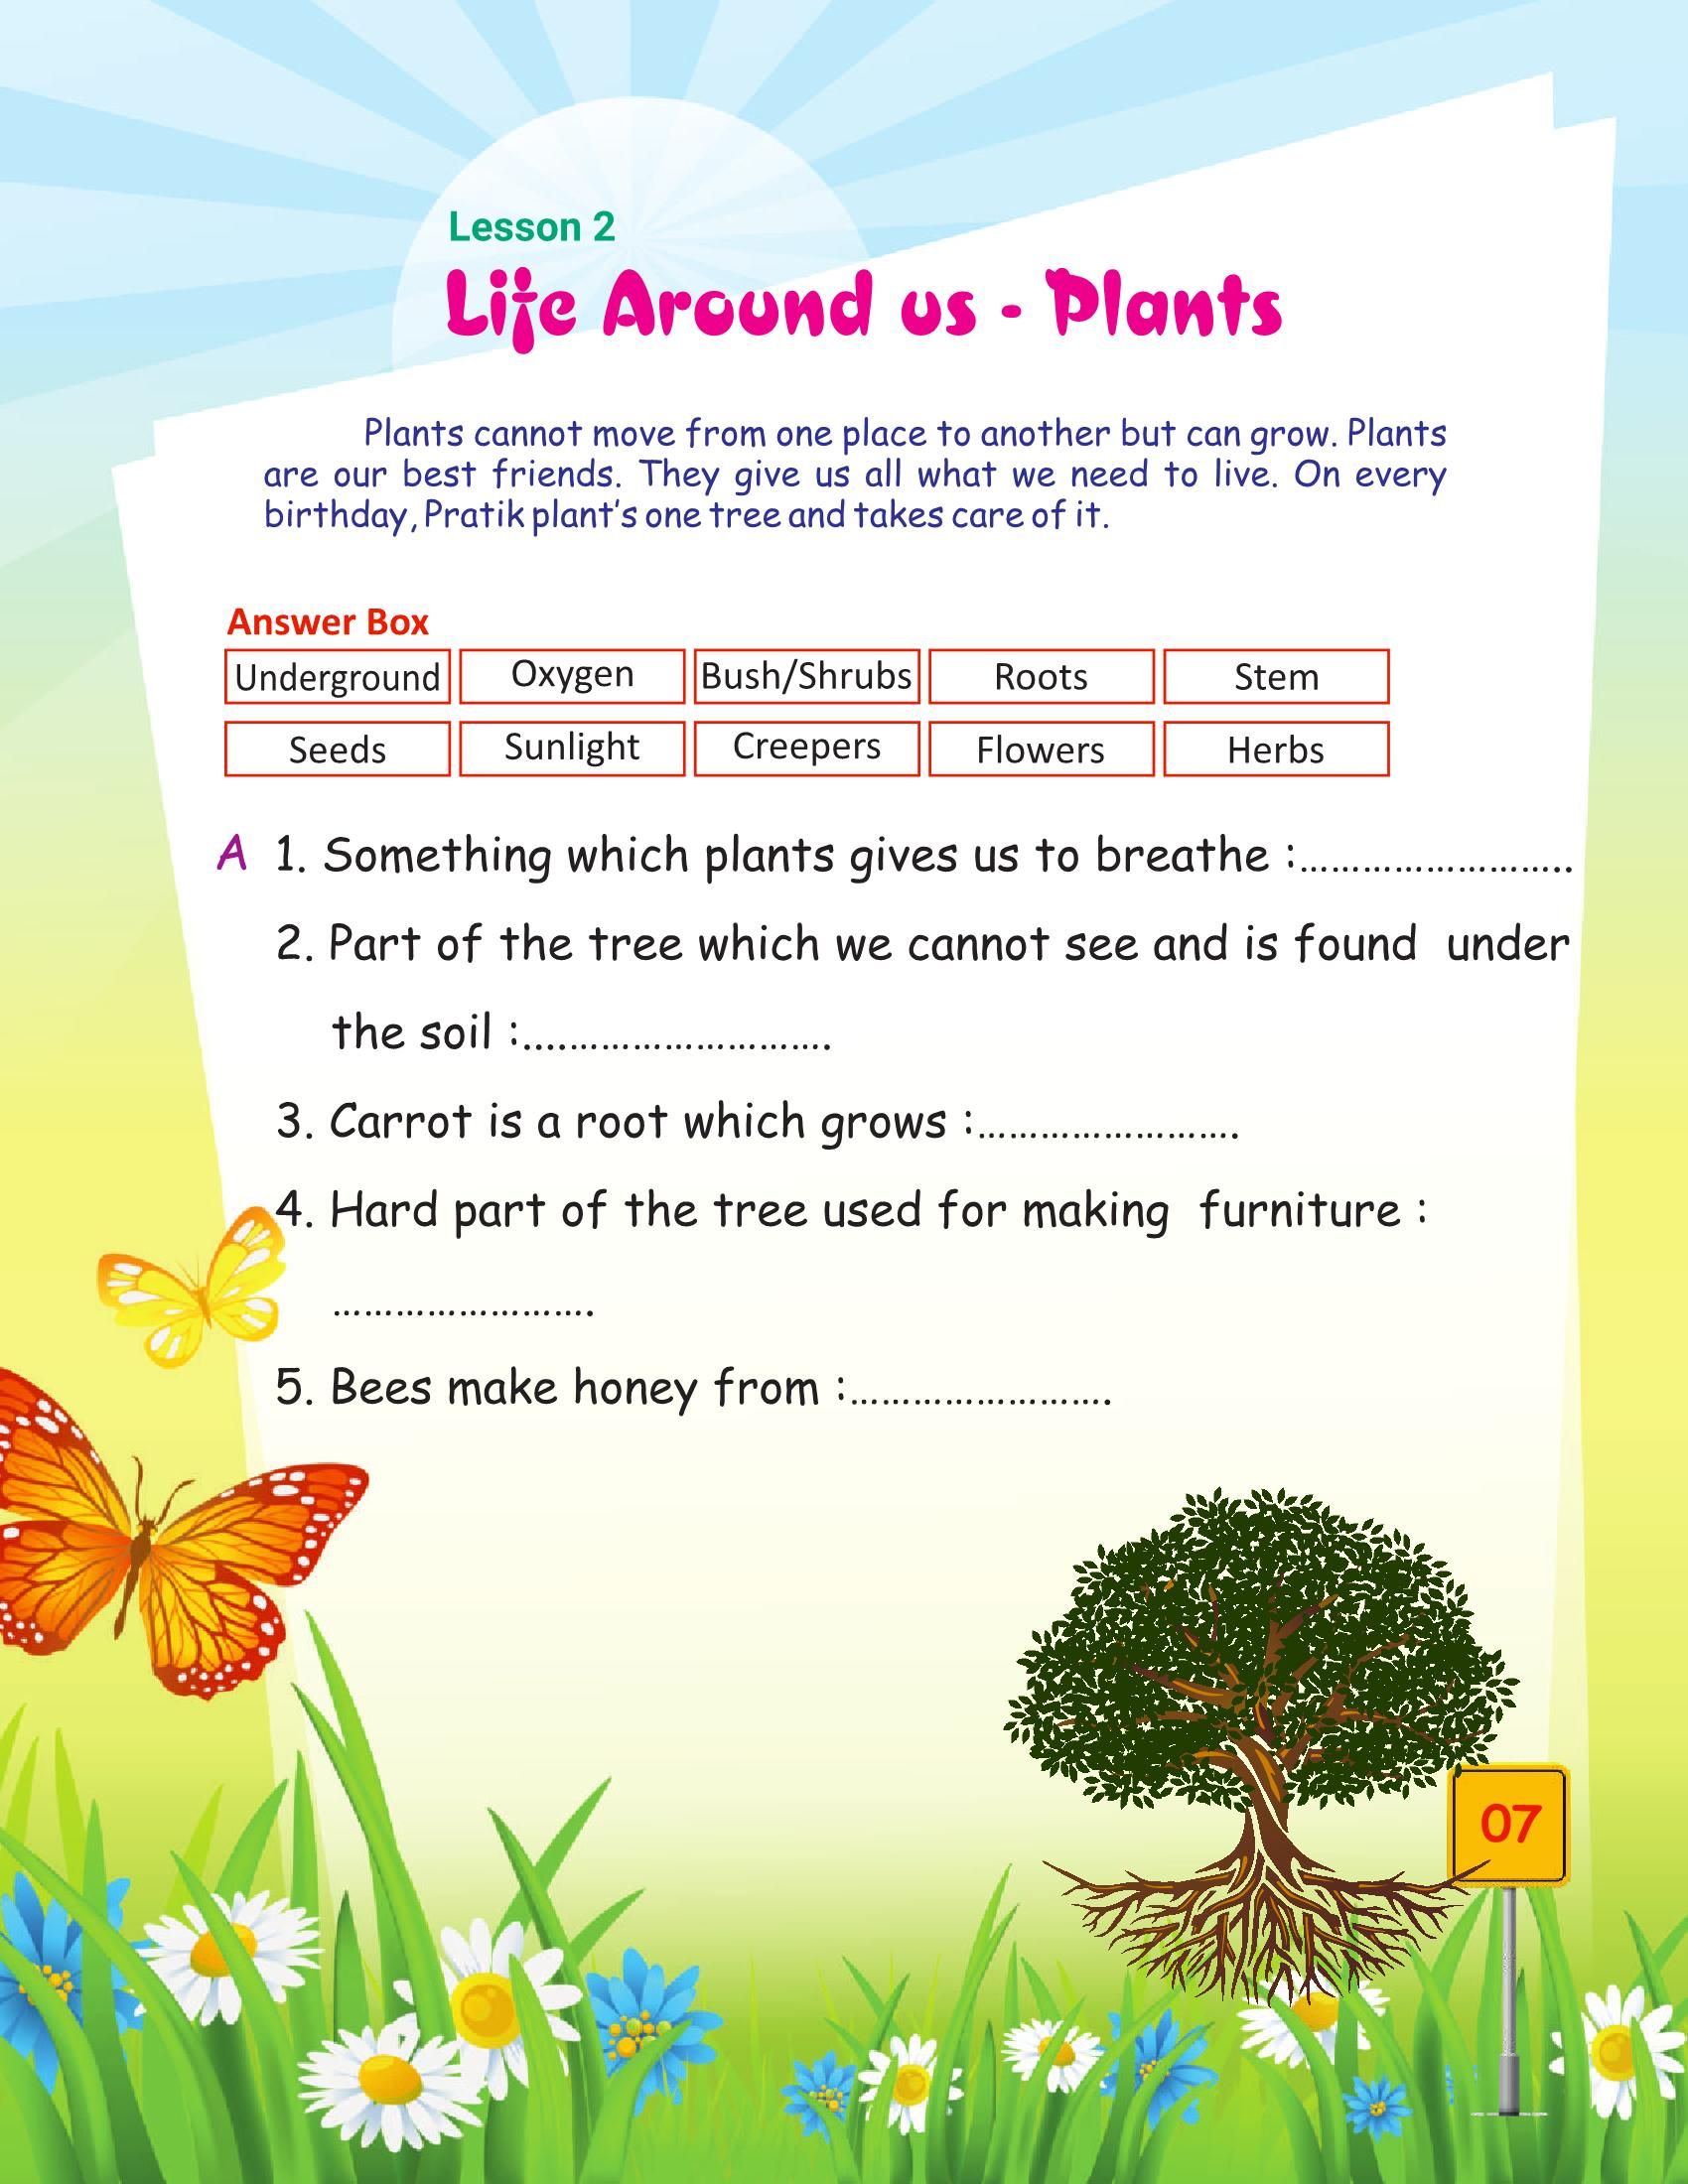 Lesson 2
Life Around us - Plants
Plants cannot move from one place to another but can grow. Plants
are our best friends. They give us all what we need to live. On every
birthday, Pratik plant's one tree and takes care of it.
Answer Box
Underground Oxygen Bush/Shrubs Roots Stem
Seeds Sunlight Creepers Flowers Herbs
A 1. Something which plants gives us to breathe :...........................
2. Part of the tree which we cannot see and is found under
the soil :.............................
3. Carrot is a root which grows :.........................
4. Hard part of the tree used for making furniture :
.........................
5. Bees make honey from :.........................
07